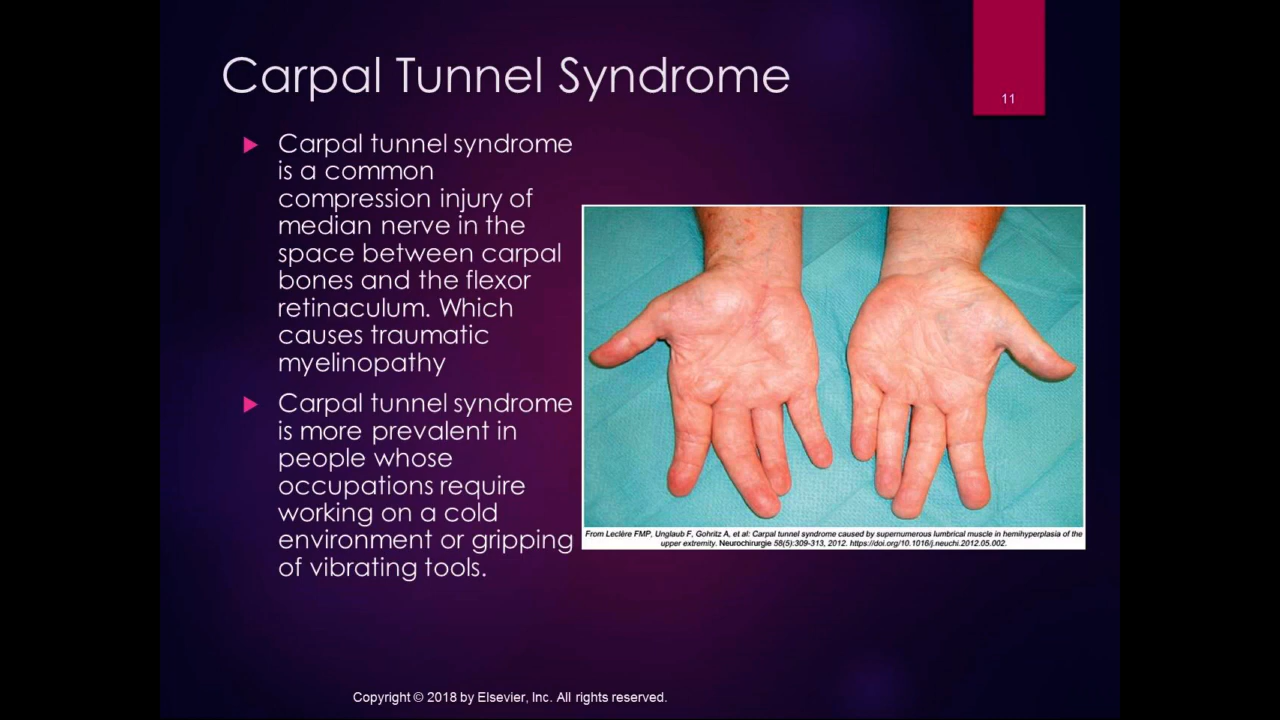 Carpal Tunnel Syndrome
11
Carpal tunnel syndrome
is a common
compression injury of
median nerve in the
space between carpal
bones and the flexor
retinaculum. Which
causes traumatic
myelinopathy
Carpal tunnel syndrome
is more prevalent in
people whose
occupations require
working on a cold
environment or gripping
of vibrating tools.
From Leclère FMP, Unglaub F, Gohritz A, et al: Carpal tunnel syndrome caused by supernumerous lumbrical muscle in hemihyperplasia of the
upper extremity. Neurochirurgie 58(5):309-313, 2012. https://doi.org/10.1016/j.neuchi.2012.05.002.
Copyright © 2018 by Elsevier, Inc. All rights reserved.